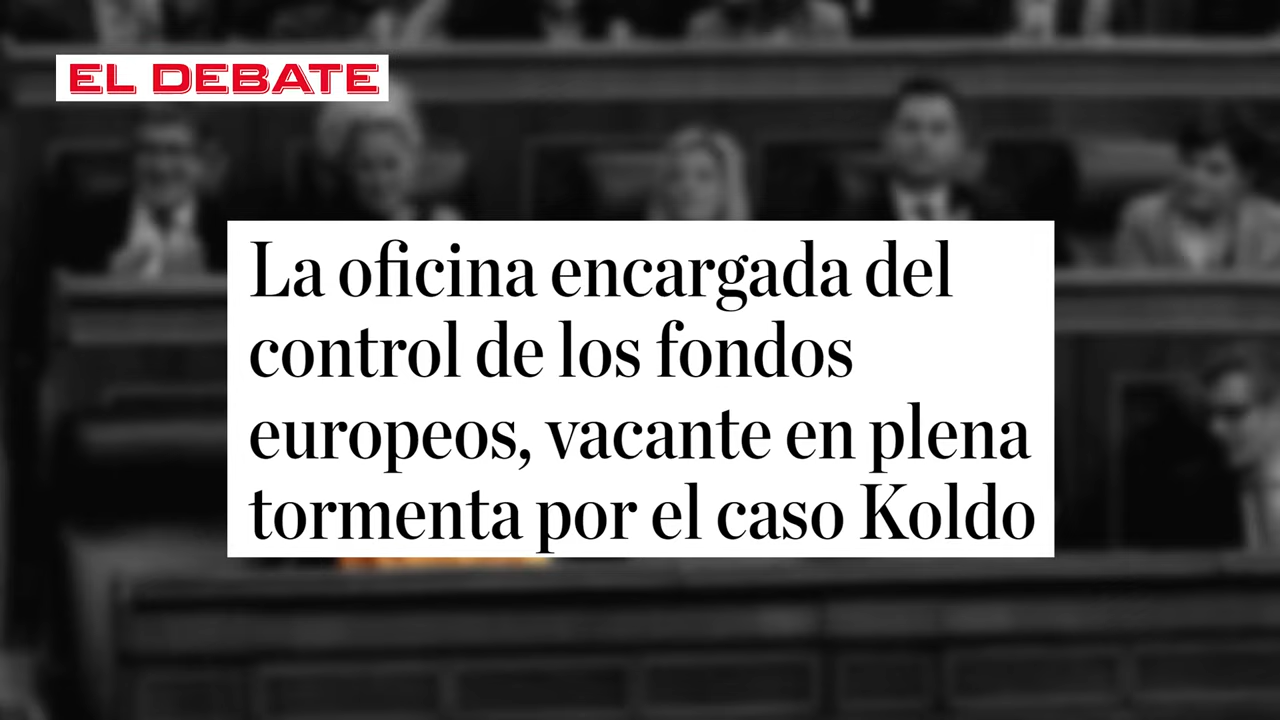 EL DEBATE
La oficina encargada del
control de los fondos
europeos, vacante en plena
tormenta por el caso Koldo